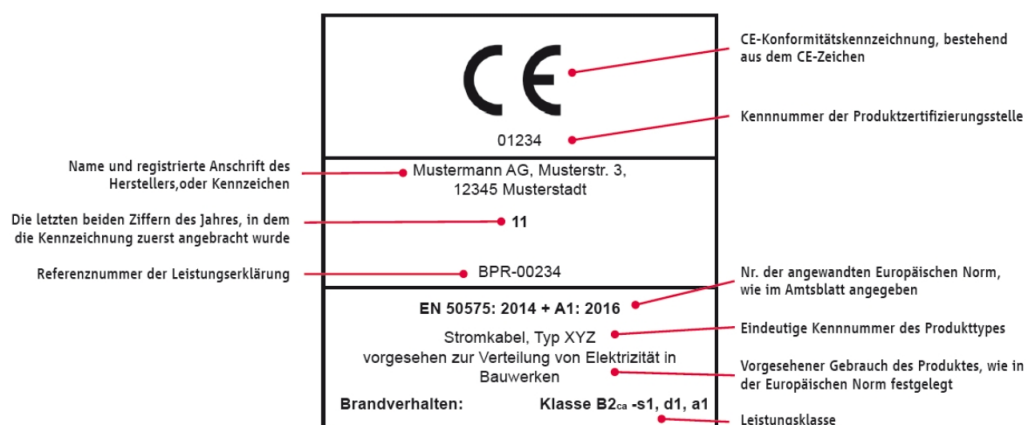 CE
CE-Konformitätskennzeichnung, bestehend
aus dem CE-Zeichen
01234
Kennnummer der Produktzertifizierungsstelle
Name und registrierte Anschrift des
Herstellers,oder Kennzeichen
Mustermann AG, Musterstr. 3,
12345 Musterstadt
Die letzten beiden Ziffern des Jahres, in dem
die Kennzeichnung zuerst angebracht wurde
11
Referenznummer der Leistungserklärung
BPR-00234
Nr. der angewandten Europäischen Norm,
wie im Amtsblatt angegeben
EN 50575: 2014 + A1: 2016
Eindeutige Kennnummer des Produkttypes
Stromkabel, Typ XYZ
vorgesehen zur Verteilung von Elektrizität in
Bauwerken
Vorgesehener Gebrauch des Produktes, wie in
der Europäischen Norm festgelegt
Brandverhalten: Klasse B2ca -s1, d1, a1
Leistungsklasse